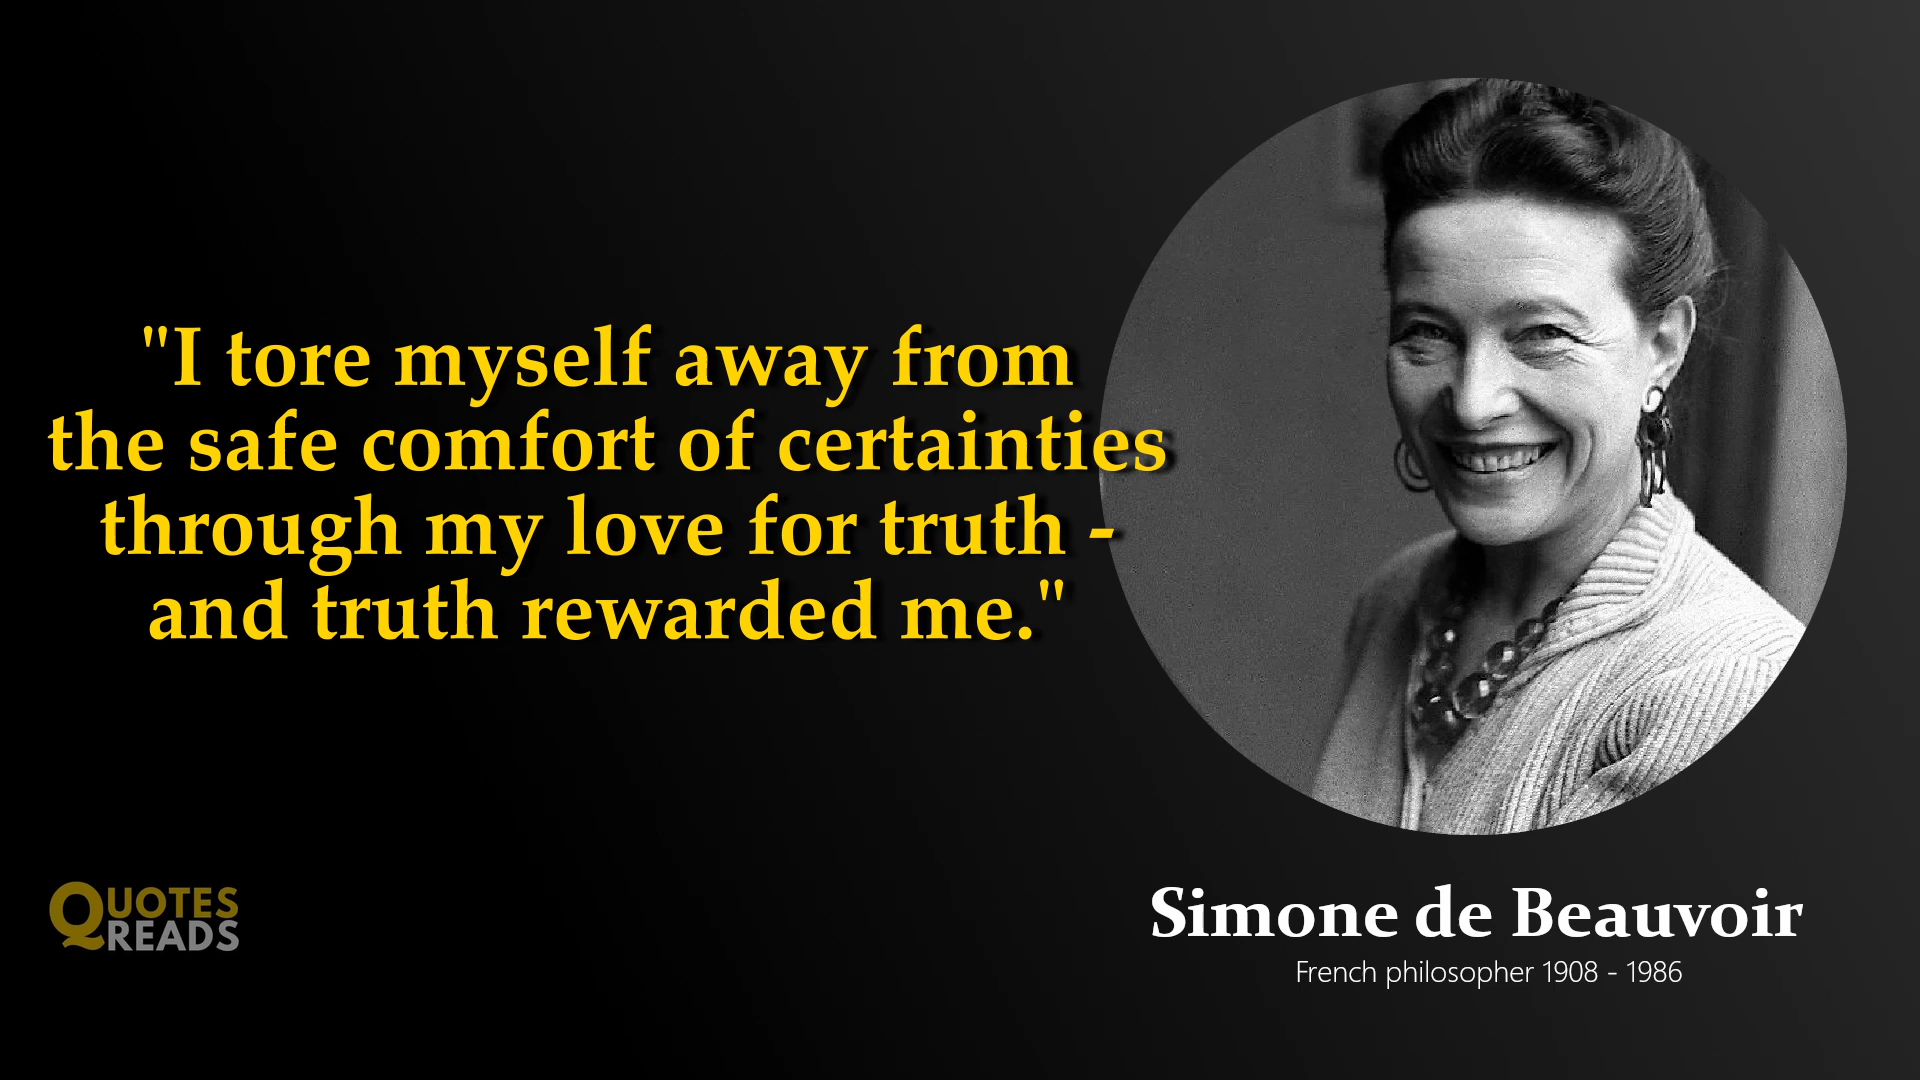 "I tore myself away from
the safe comfort of certainties
through my love for truth -
and truth rewarded me."
Simone de Beauvoir
French philosopher 1908 - 1986
QUOTES
READS